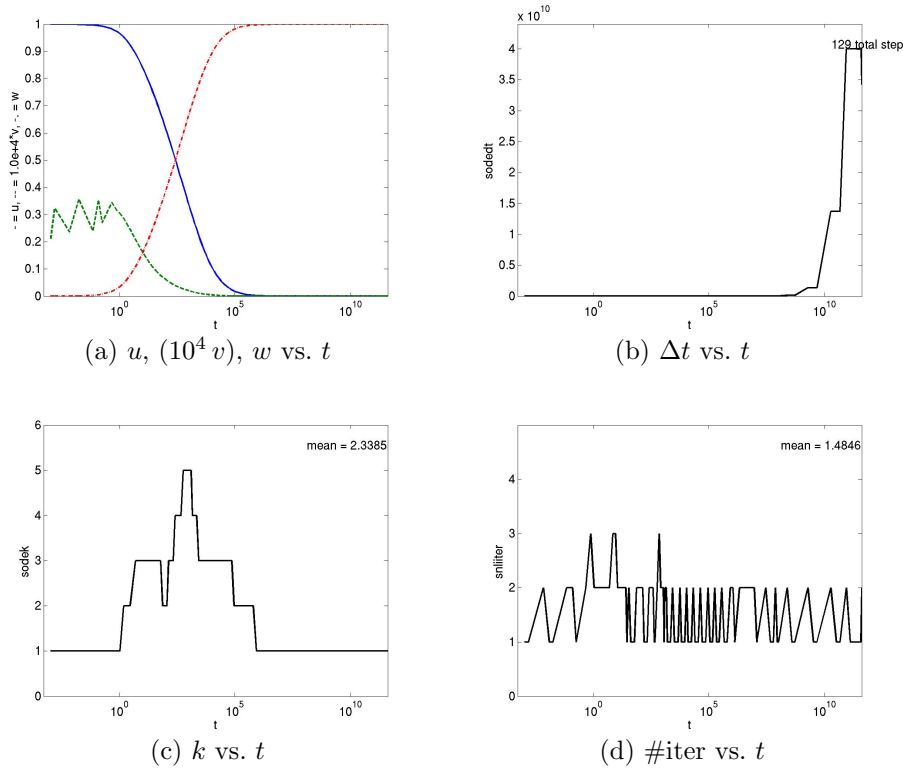 1
0.9
0.8
0.7
0.6
0.5
0.4
0.3
0.2
0.1
0
- = u, -- = 1.0e+4*v, -. = w
10^0
10^5
10^10
t
(a) u, (10^4 v), w vs. t
x 10^10
4
3.5
3
2.5
2
1.5
1
0.5
0
sodedt
129 total step
10^0
10^5
10^10
t
(b) Δt vs. t
6
5
4
3
2
1
0
sodek
mean = 2.3385
10^0
10^5
10^10
t
(c) k vs. t
4
3
2
1
0
snliiter
mean = 1.4846
10^0
10^5
10^10
t
(d) #iter vs. t